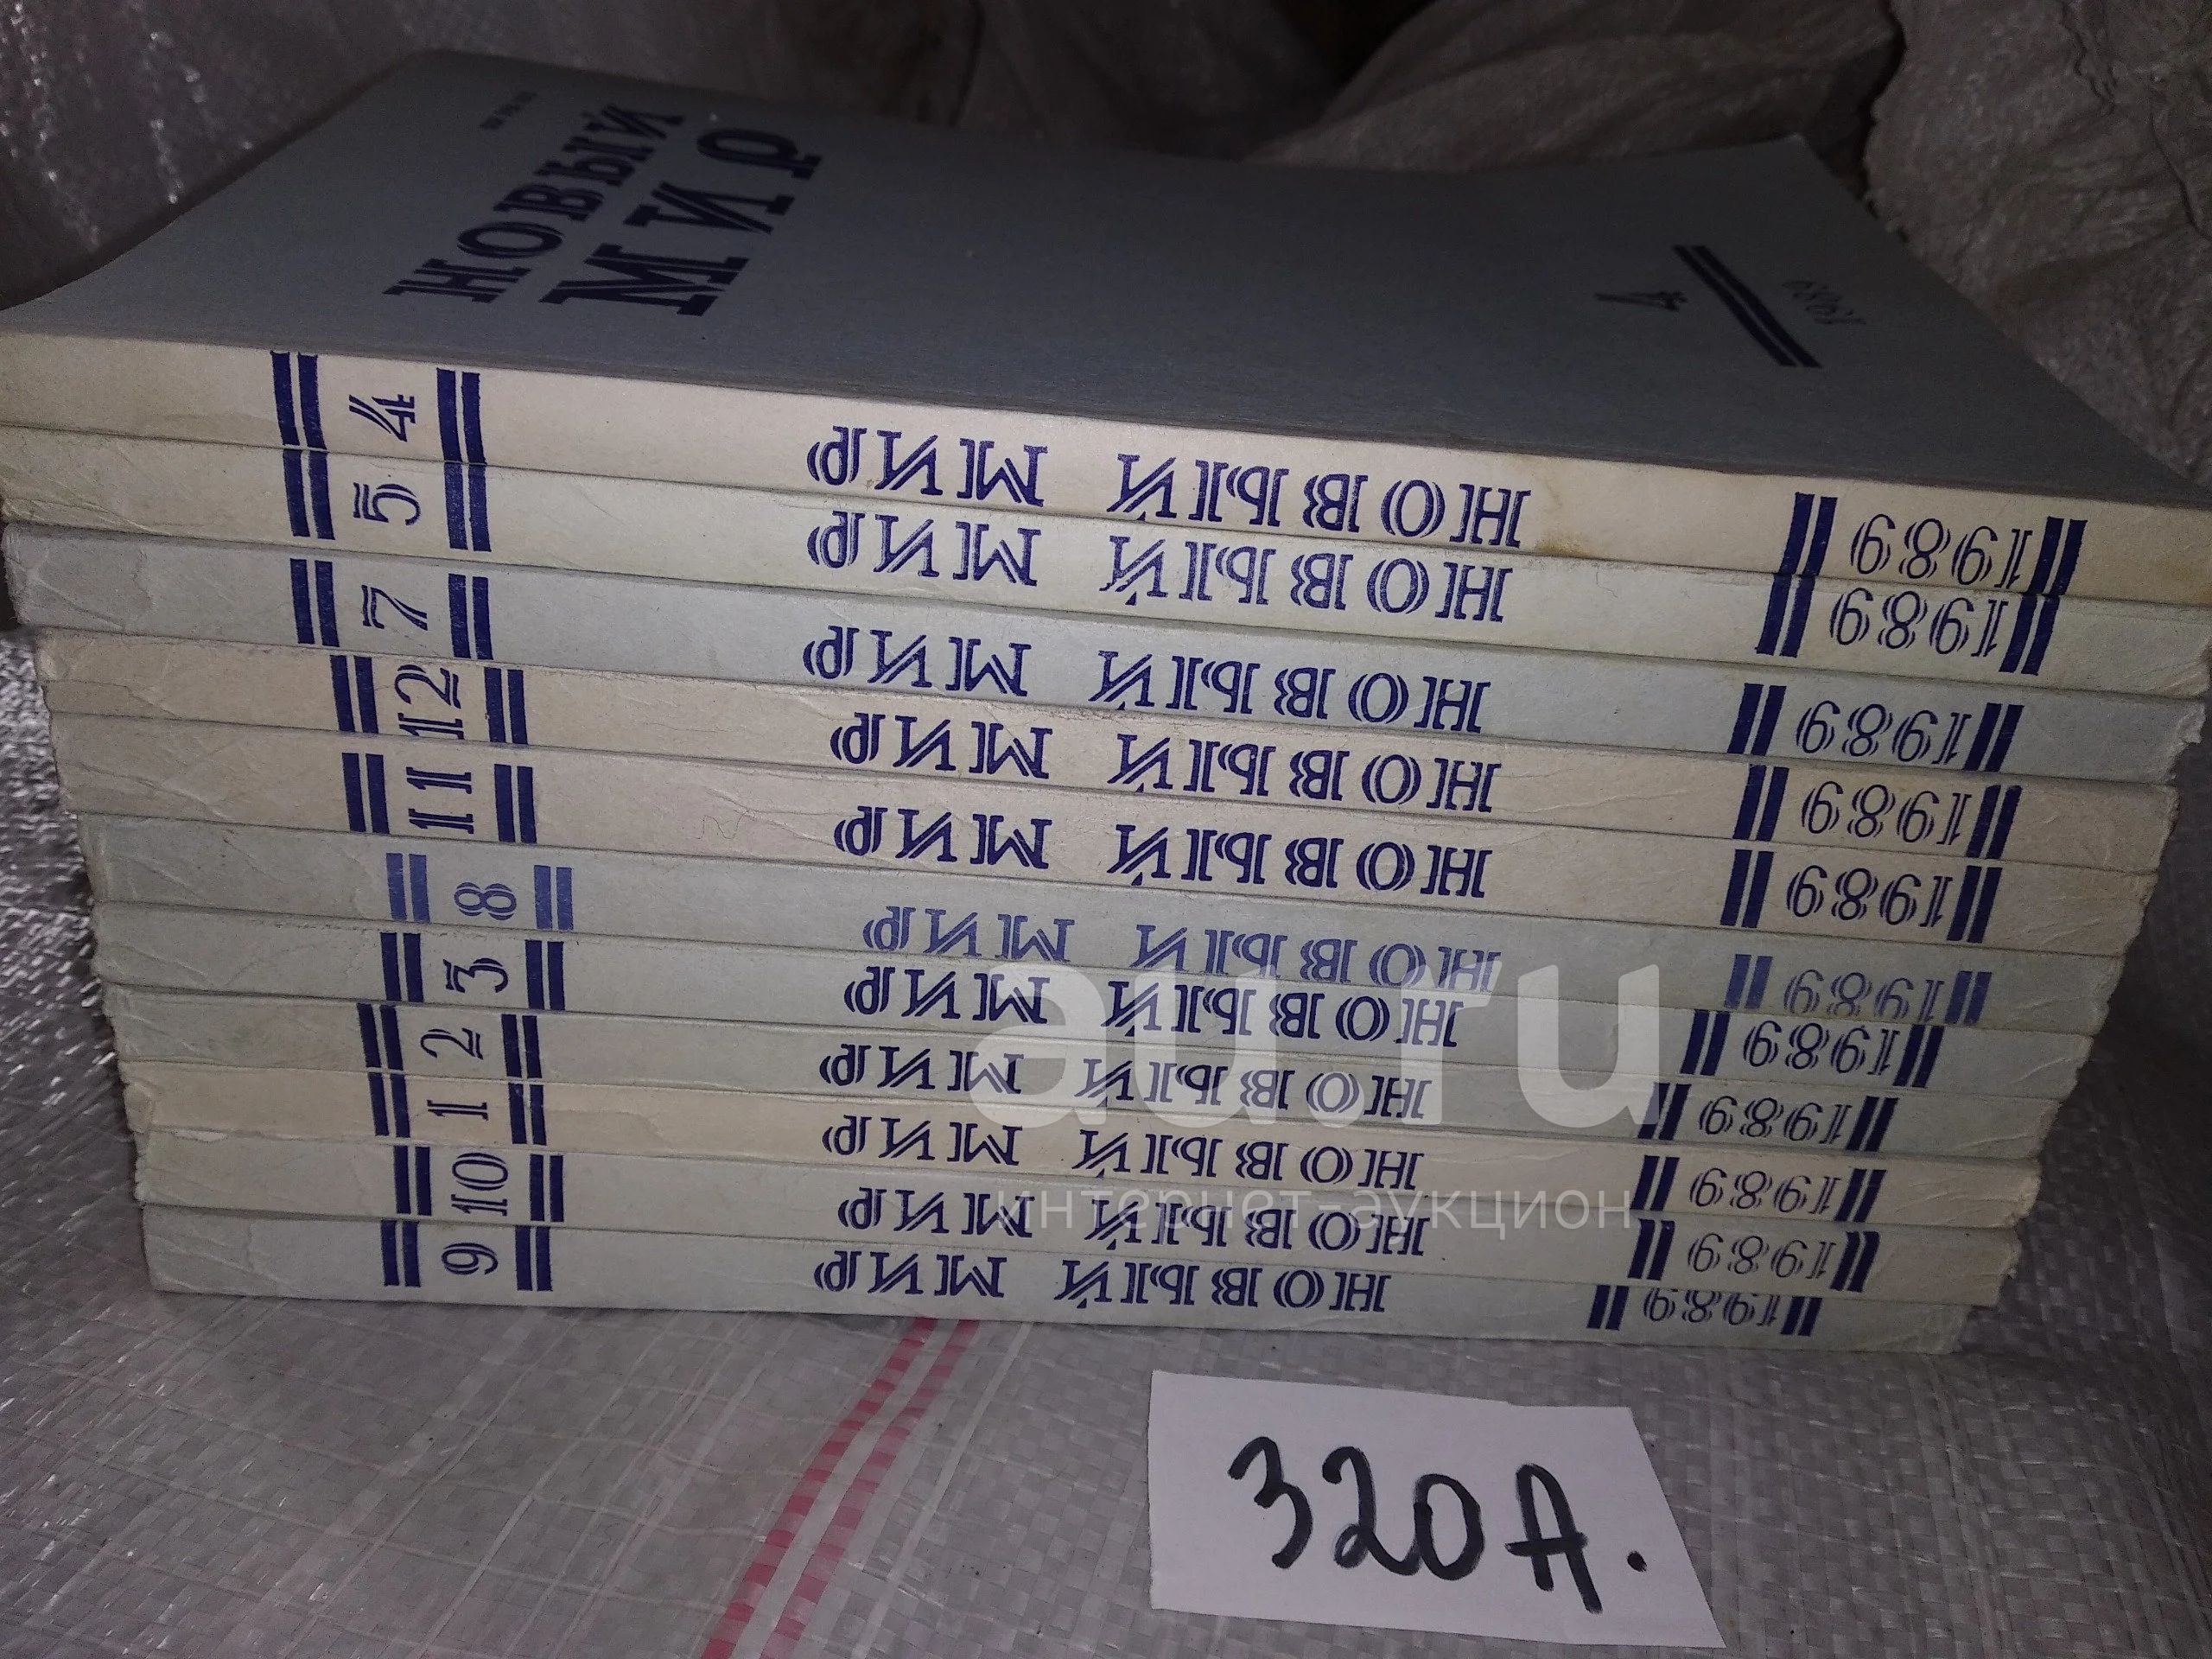 НОВЫЙ
МИР
4
1989
4 НОВЫЙ МИР 1989
5 НОВЫЙ МИР 1989
7 НОВЫЙ МИР 1989
12 НОВЫЙ МИР 1989
11 НОВЫЙ МИР 1989
8 НОВЫЙ МИР 1989
3 НОВЫЙ МИР 1989
2 НОВЫЙ МИР 1989
1 НОВЫЙ МИР 1989
10 НОВЫЙ МИР 1989
9 НОВЫЙ МИР 1989
au.ru
интернет-аукцион
320А.